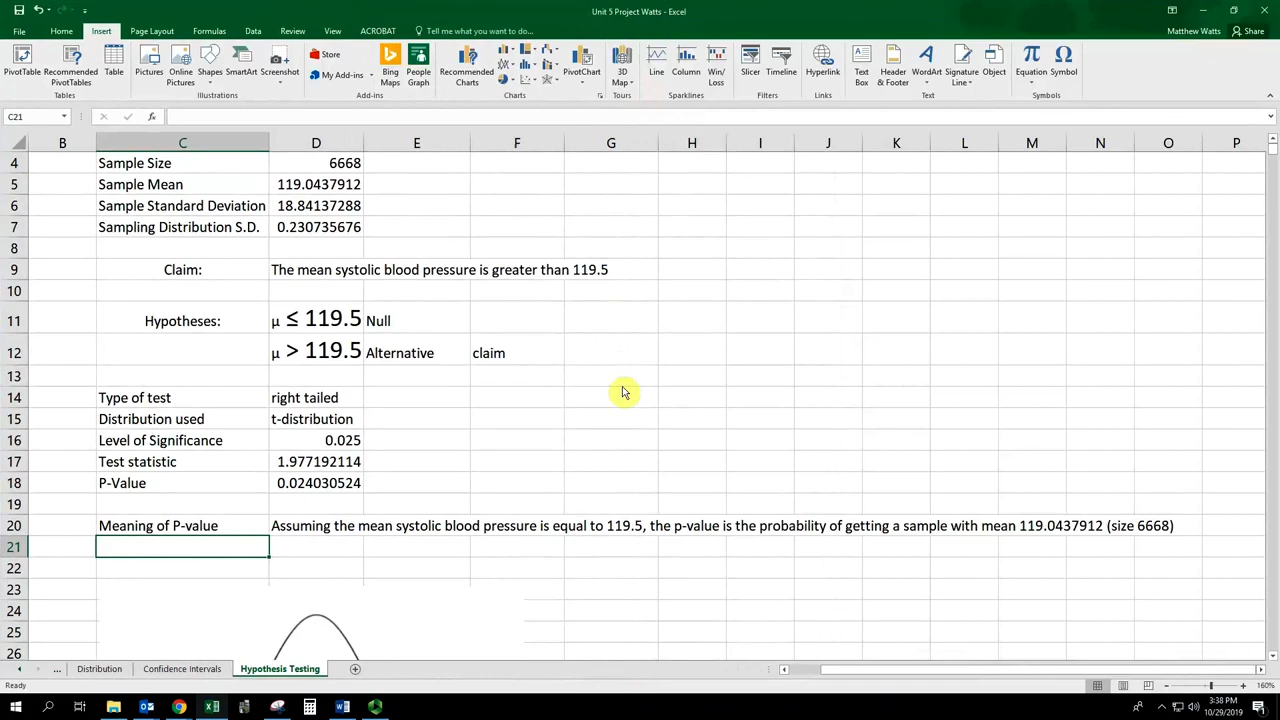 Unit 5 Project Watts - Excel
File Home Insert Page Layout Formulas Data Review View ACROBAT Tell me what you want to do... Matthew Watts Share
PivotTable Recommended PivotTables Table Pictures Online Pictures Shapes SmartArt Screenshot Store My Add-ins Bing Maps People Graph Recommended Charts PivotChart 3D Map Line Column Win/Loss Slicer Timeline Hyperlink Text Box Header & Footer WordArt Signature Line Object Equation Symbol
Tables Illustrations Add-ins Charts Tours Sparklines Filters Links Text Symbols
C21 fx
B C D E F G H I J K L M N O P
4 Sample Size 6668
5 Sample Mean 119.0437912
6 Sample Standard Deviation 18.84137288
7 Sampling Distribution S.D. 0.230735676
8
9 Claim: The mean systolic blood pressure is greater than 119.5
10
11 Hypotheses: μ ≤ 119.5 Null
12 μ > 119.5 Alternative claim
13
14 Type of test right tailed
15 Distribution used t-distribution
16 Level of Significance 0.025
17 Test statistic 1.977192114
18 P-Value 0.024030524
19
20 Meaning of P-value Assuming the mean systolic blood pressure is equal to 119.5, the p-value is the probability of getting a sample with mean 119.0437912 (size 6668)
21
22
23
24
25
26
... Distribution Confidence Intervals Hypothesis Testing
Ready 160%
3:38 PM
10/29/2019